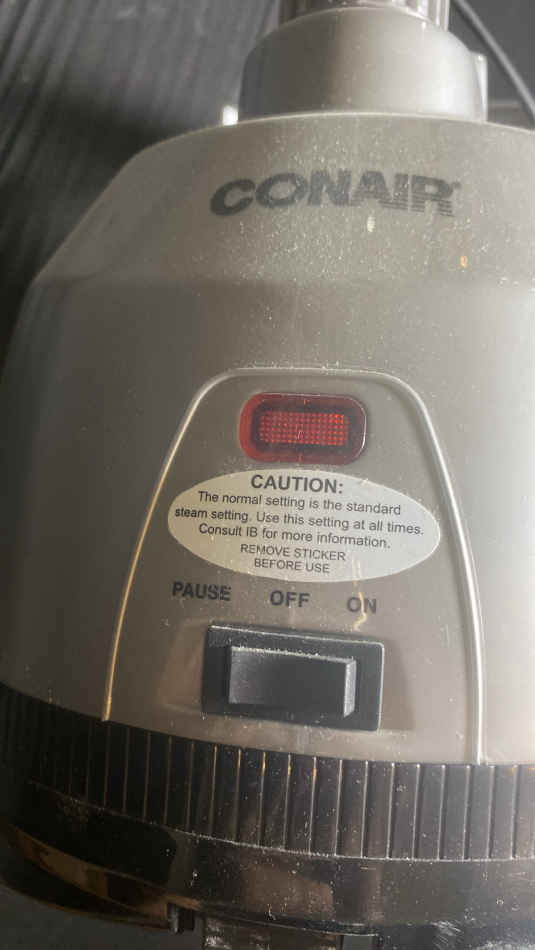 CONAIR
CAUTION:
The normal setting is the standard
steam setting. Use this setting at all times.
Consult IB for more information.
REMOVE STICKER
BEFORE USE
PAUSE OFF ON